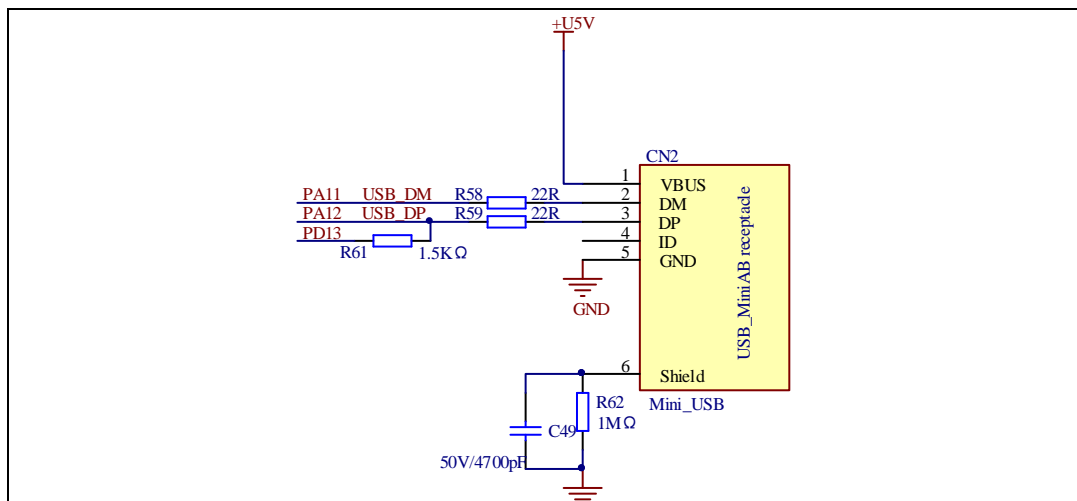 +U5V
CN2
1 VBUS
PA11 USB_DM R58 22R 2 DM
PA12 USB_DP R59 22R 3 DP
PD13 4 ID
R61 1.5KΩ 5 GND
GND
USB_MiniAB receptacle
6 Shield
R62 Mini_USB
C49 1MΩ
50V/4700pF